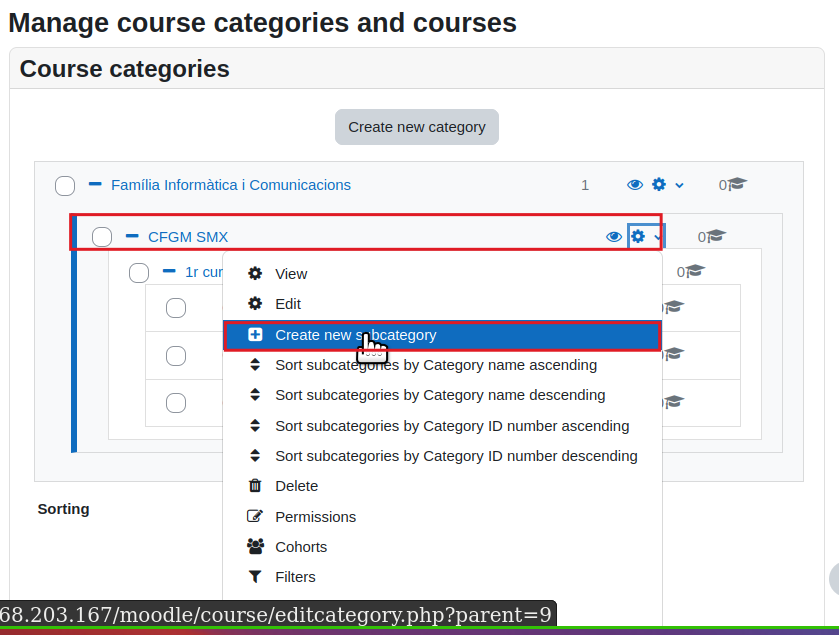 Manage course categories and courses
Course categories
Create new category
Família Informàtica i Comunicacions 1 0
CFGM SMX 0
1r cur 0
View
Edit
Create new subcategory
Sort subcategories by Category name ascending
Sort subcategories by Category name descending
Sort subcategories by Category ID number ascending
Sort subcategories by Category ID number descending
Delete
Sorting
Permissions
Cohorts
Filters
68.203.167/moodle/course/editcategory.php?parent=9